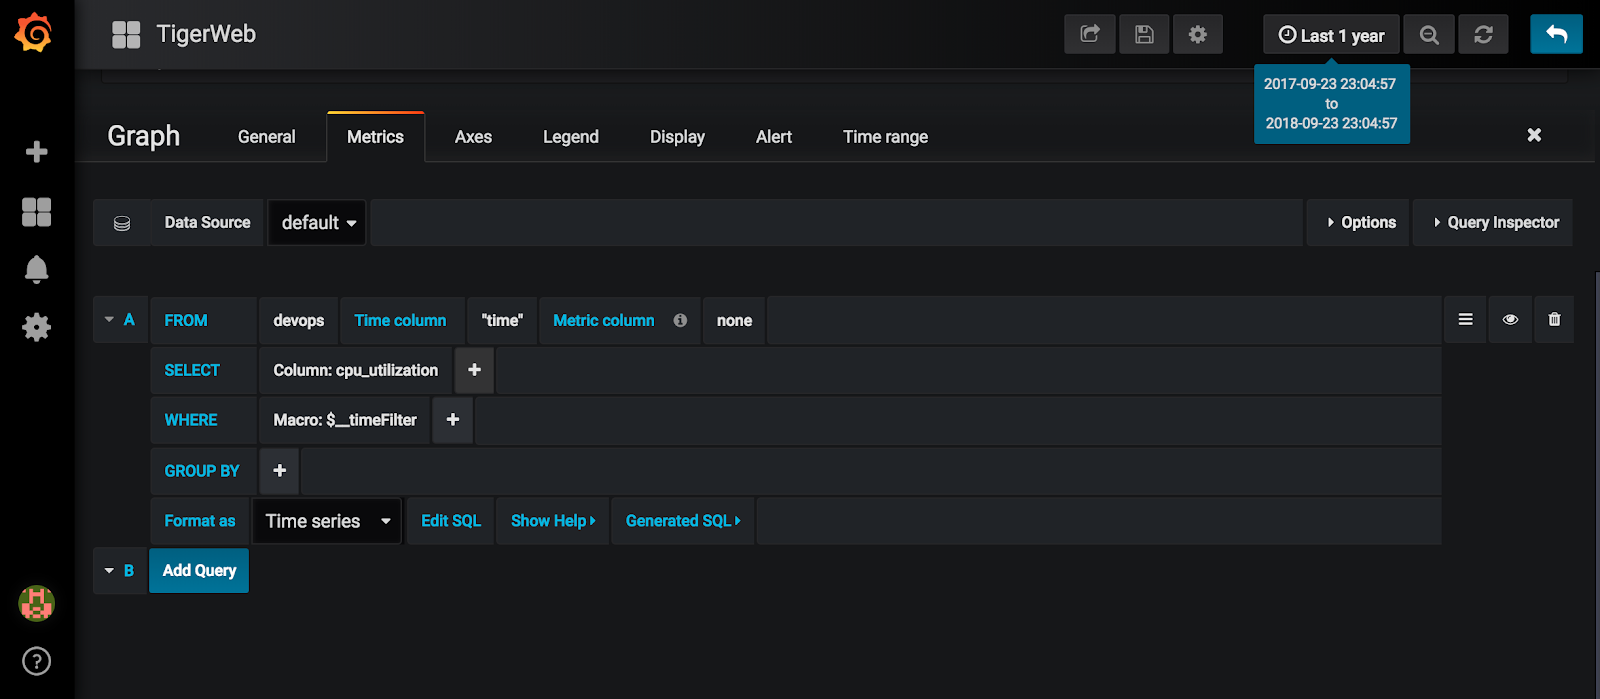 TigerWeb
Last 1 year
2017-09-23 23:04:57
to
2018-09-23 23:04:57
Graph General Metrics Axes Legend Display Alert Time range
Data Source default Options Query Inspector
A FROM devops Time column "time" Metric column none
SELECT Column: cpu_utilization +
WHERE Macro: $__timeFilter +
GROUP BY +
Format as Time series Edit SQL Show Help Generated SQL
B Add Query